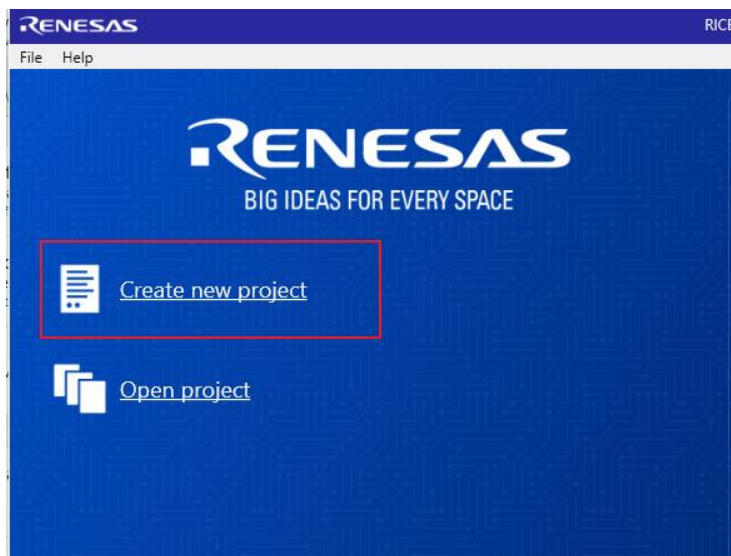 RENESAS
RICE
File Help
RENESAS
BIG IDEAS FOR EVERY SPACE
Create new project
Open project